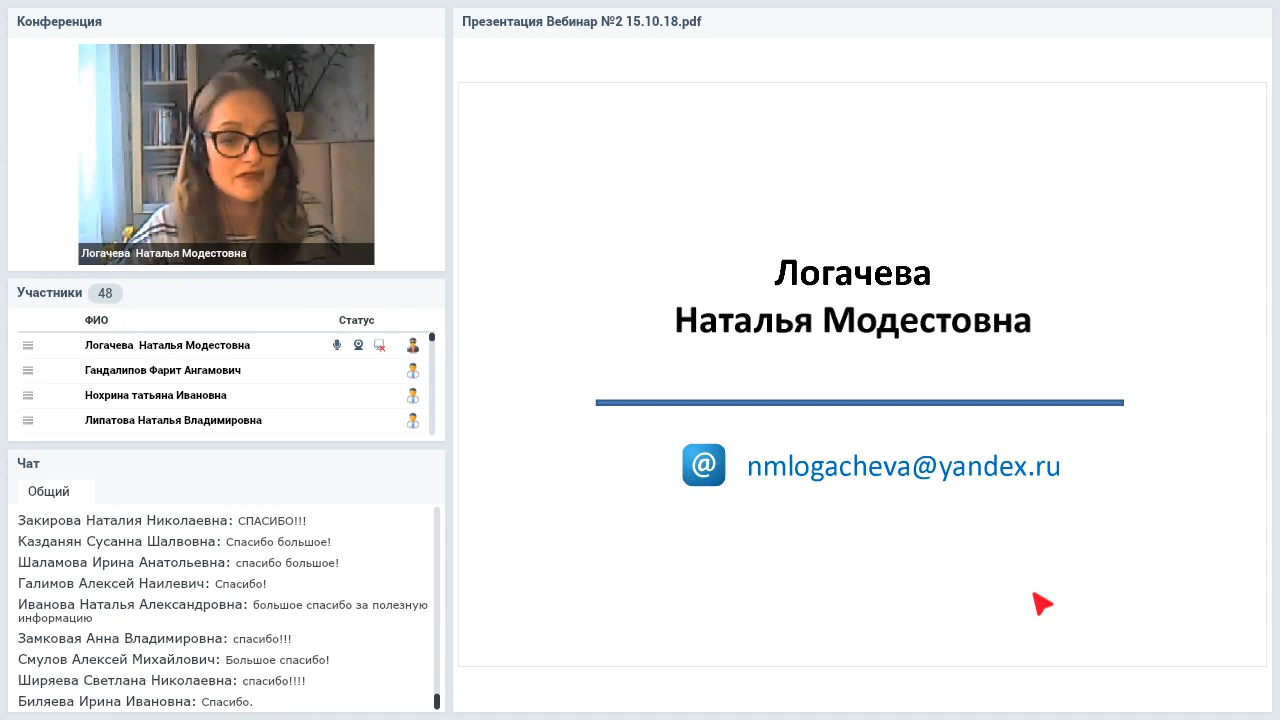 Конференция
Логачева  Наталья Модестовна
Участники 48
ФИО Статус
Логачева  Наталья Модестовна
Гандалипов Фарит Ангамович
Нохрина татьяна Ивановна
Липатова Наталья Владимировна
Чат
Общий
Закирова Наталия Николаевна: СПАСИБО!!!
Казданян Сусанна Шалвовна: Спасибо большое!
Шаламова Ирина Анатольевна: спасибо большое!
Галимов Алексей Наилевич: Спасибо!
Иванова Наталья Александровна: большое спасибо за полезную
информацию
Замковая Анна Владимировна: спасибо!!!
Смулов Алексей Михайлович: Большое спасибо!
Ширяева Светлана Николаевна: спасибо!!!!
Биляева Ирина Ивановна: Спасибо.
Презентация Вебинар №2 15.10.18.pdf
Логачева
Наталья Модестовна
@ nmlogacheva@yandex.ru